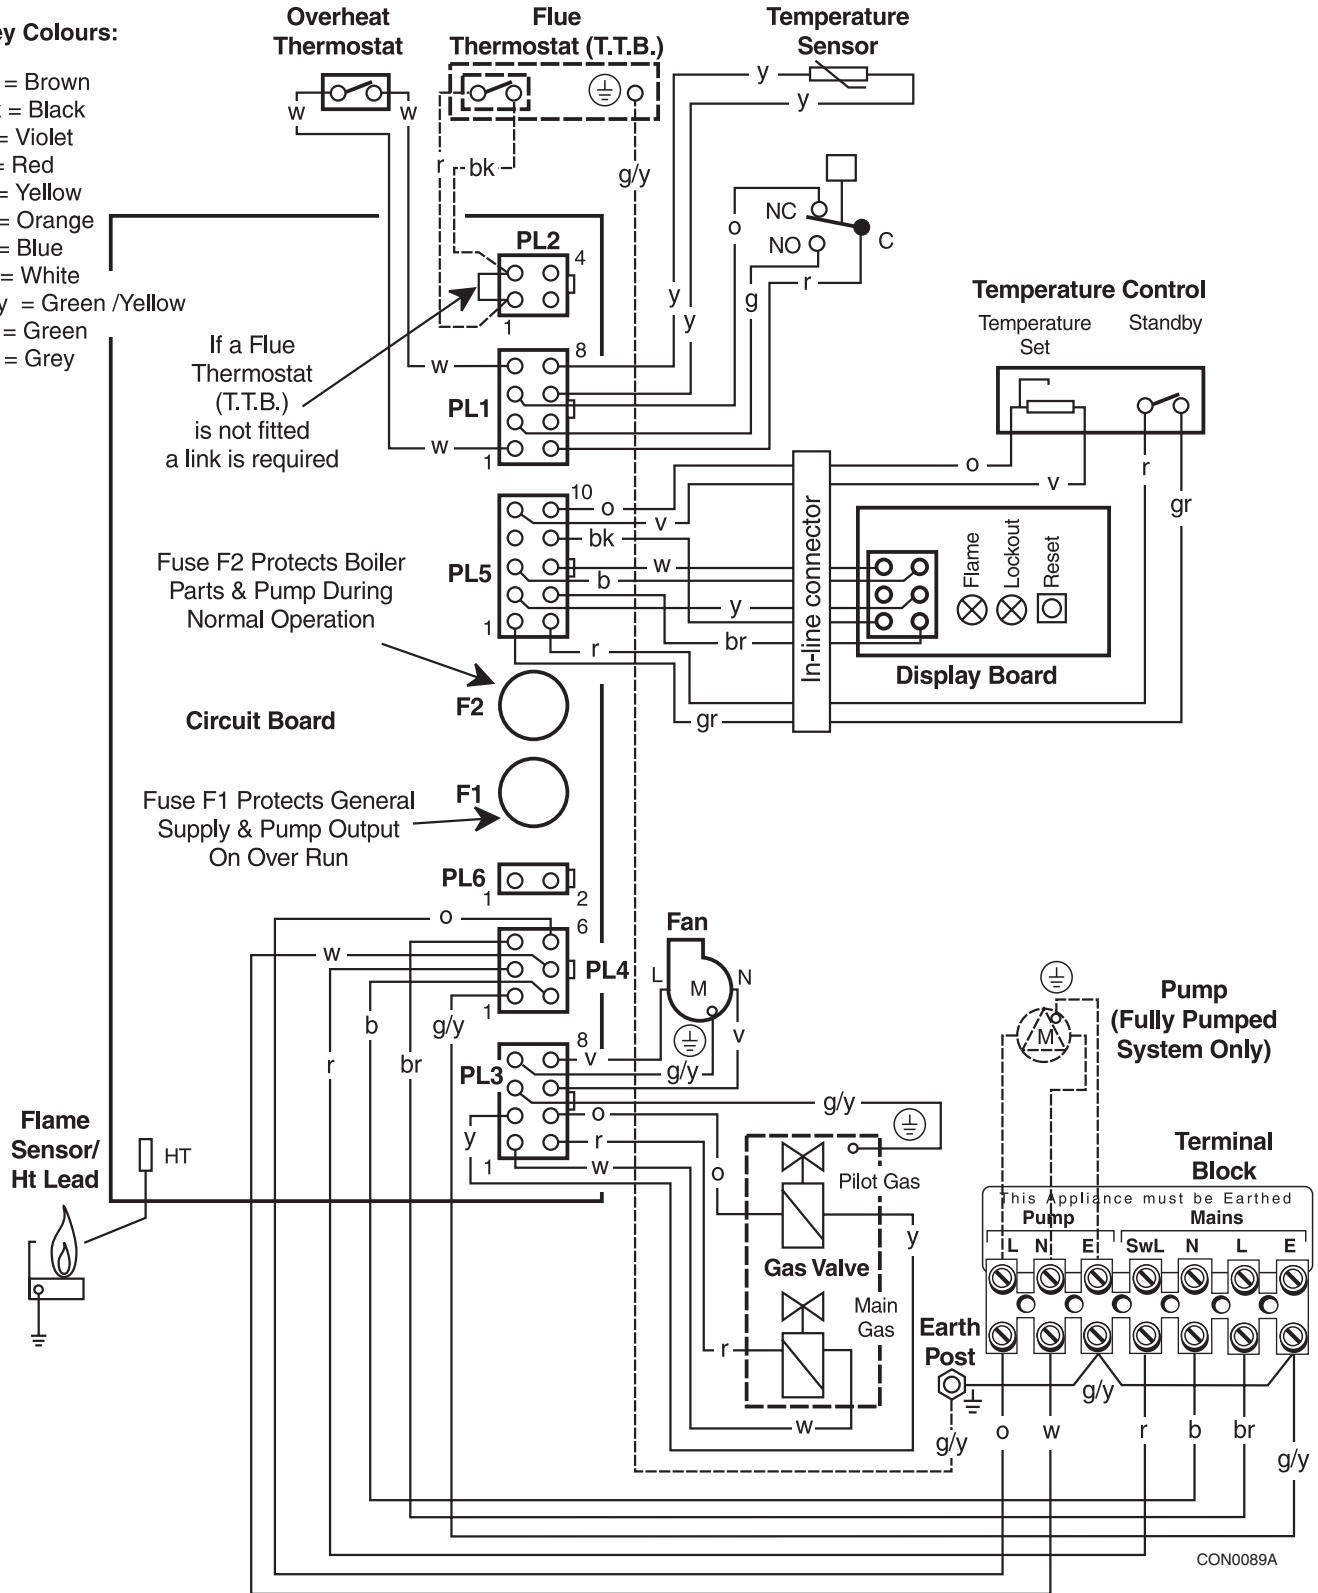 ey Colours:
= Brown
= Black
= Violet
= Red
= Yellow
= Orange
= Blue
= White
y = Green /Yellow
= Green
= Grey
Overheat
Thermostat
Flue
Thermostat (T.T.B.)
Temperature
Sensor
w
w
r
bk
g/y
y
y
NC
NO
C
o
g
r
y
y
PL2
4
1
If a Flue
Thermostat
(T.T.B.)
is not fitted
a link is required
w
w
PL1
8
1
Temperature Control
Temperature
Set
Standby
o
v
r
gr
PL5
10
1
o
v
bk
w
b
y
br
r
gr
In-line connector
Flame
Lockout
Reset
Display Board
Fuse F2 Protects Boiler
Parts & Pump During
Normal Operation
F2
Circuit Board
F1
Fuse F1 Protects General
Supply & Pump Output
On Over Run
PL6
1
2
o
w
r
b
br
g/y
PL4
6
1
Fan
L
M
N
v
g/y
v
PL3
8
1
y
o
r
w
o
g/y
Pilot Gas
y
Gas Valve
Main
Gas
r
w
Flame
Sensor/
Ht Lead
HT
M
Pump
(Fully Pumped
System Only)
Terminal
Block
This Appliance must be Earthed
Pump
Mains
L N E SwL N L E
Earth
Post
g/y
g/y
o w r b br g/y
CON0089A